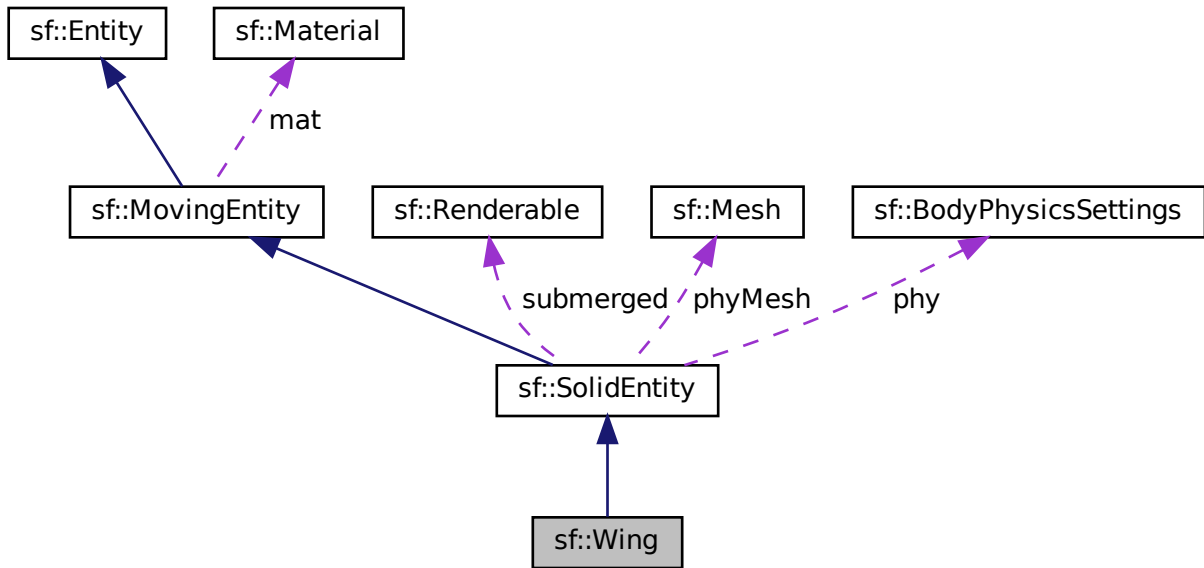 sf::Entity
sf::Material
mat
sf::MovingEntity
sf::Renderable
sf::Mesh
sf::BodyPhysicsSettings
submerged
phyMesh
phy
sf::SolidEntity
sf::Wing